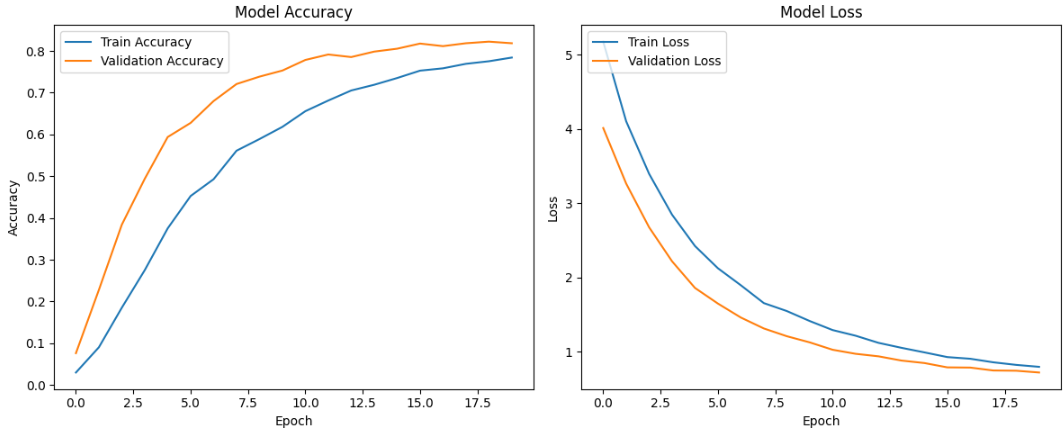 Model Accuracy
Train Accuracy
Validation Accuracy
0.8
0.7
0.6
0.5
0.4
0.3
0.2
0.1
0.0
Accuracy
0.0 2.5 5.0 7.5 10.0 12.5 15.0 17.5
Epoch
Model Loss
Train Loss
Validation Loss
5
4
3
2
1
Loss
0.0 2.5 5.0 7.5 10.0 12.5 15.0 17.5
Epoch